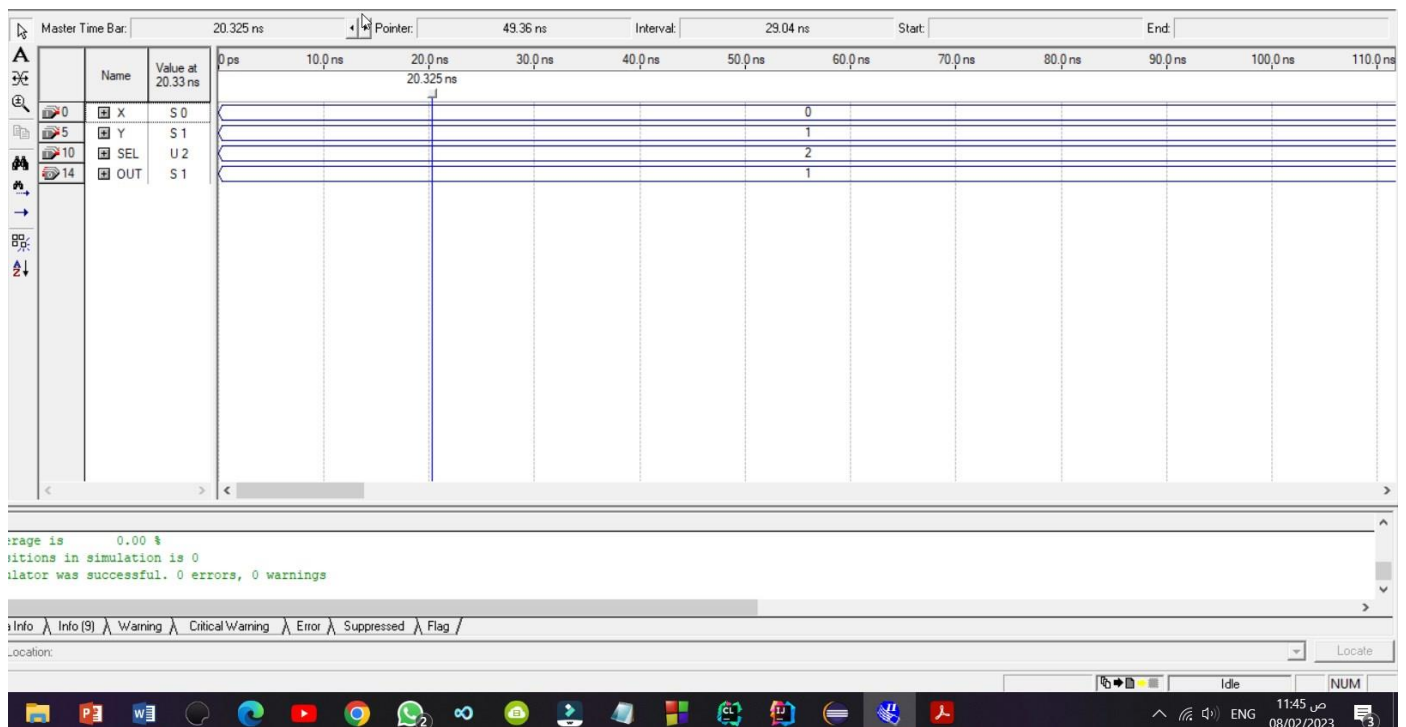 Master Time Bar: 20.325 ns Pointer: 49.36 ns Interval: 29.04 ns Start: End:
Name Value at 20.33 ns 0 ps 10.0 ns 20.0 ns 30.0 ns 40.0 ns 50.0 ns 60.0 ns 70.0 ns 80.0 ns 90.0 ns 100.0 ns 110.0 ns
20.325 ns
0 X S 0 0
5 Y S 1 1
10 SEL U 2 2
14 OUT S 1 1
erage is 0.00 %
sitions in simulation is 0
ulator was successful. 0 errors, 0 warnings
Info Info (9) Warning Critical Warning Error Suppressed Flag
Location: Locate
Idle NUM
ENG 11:45 ص
08/02/2023